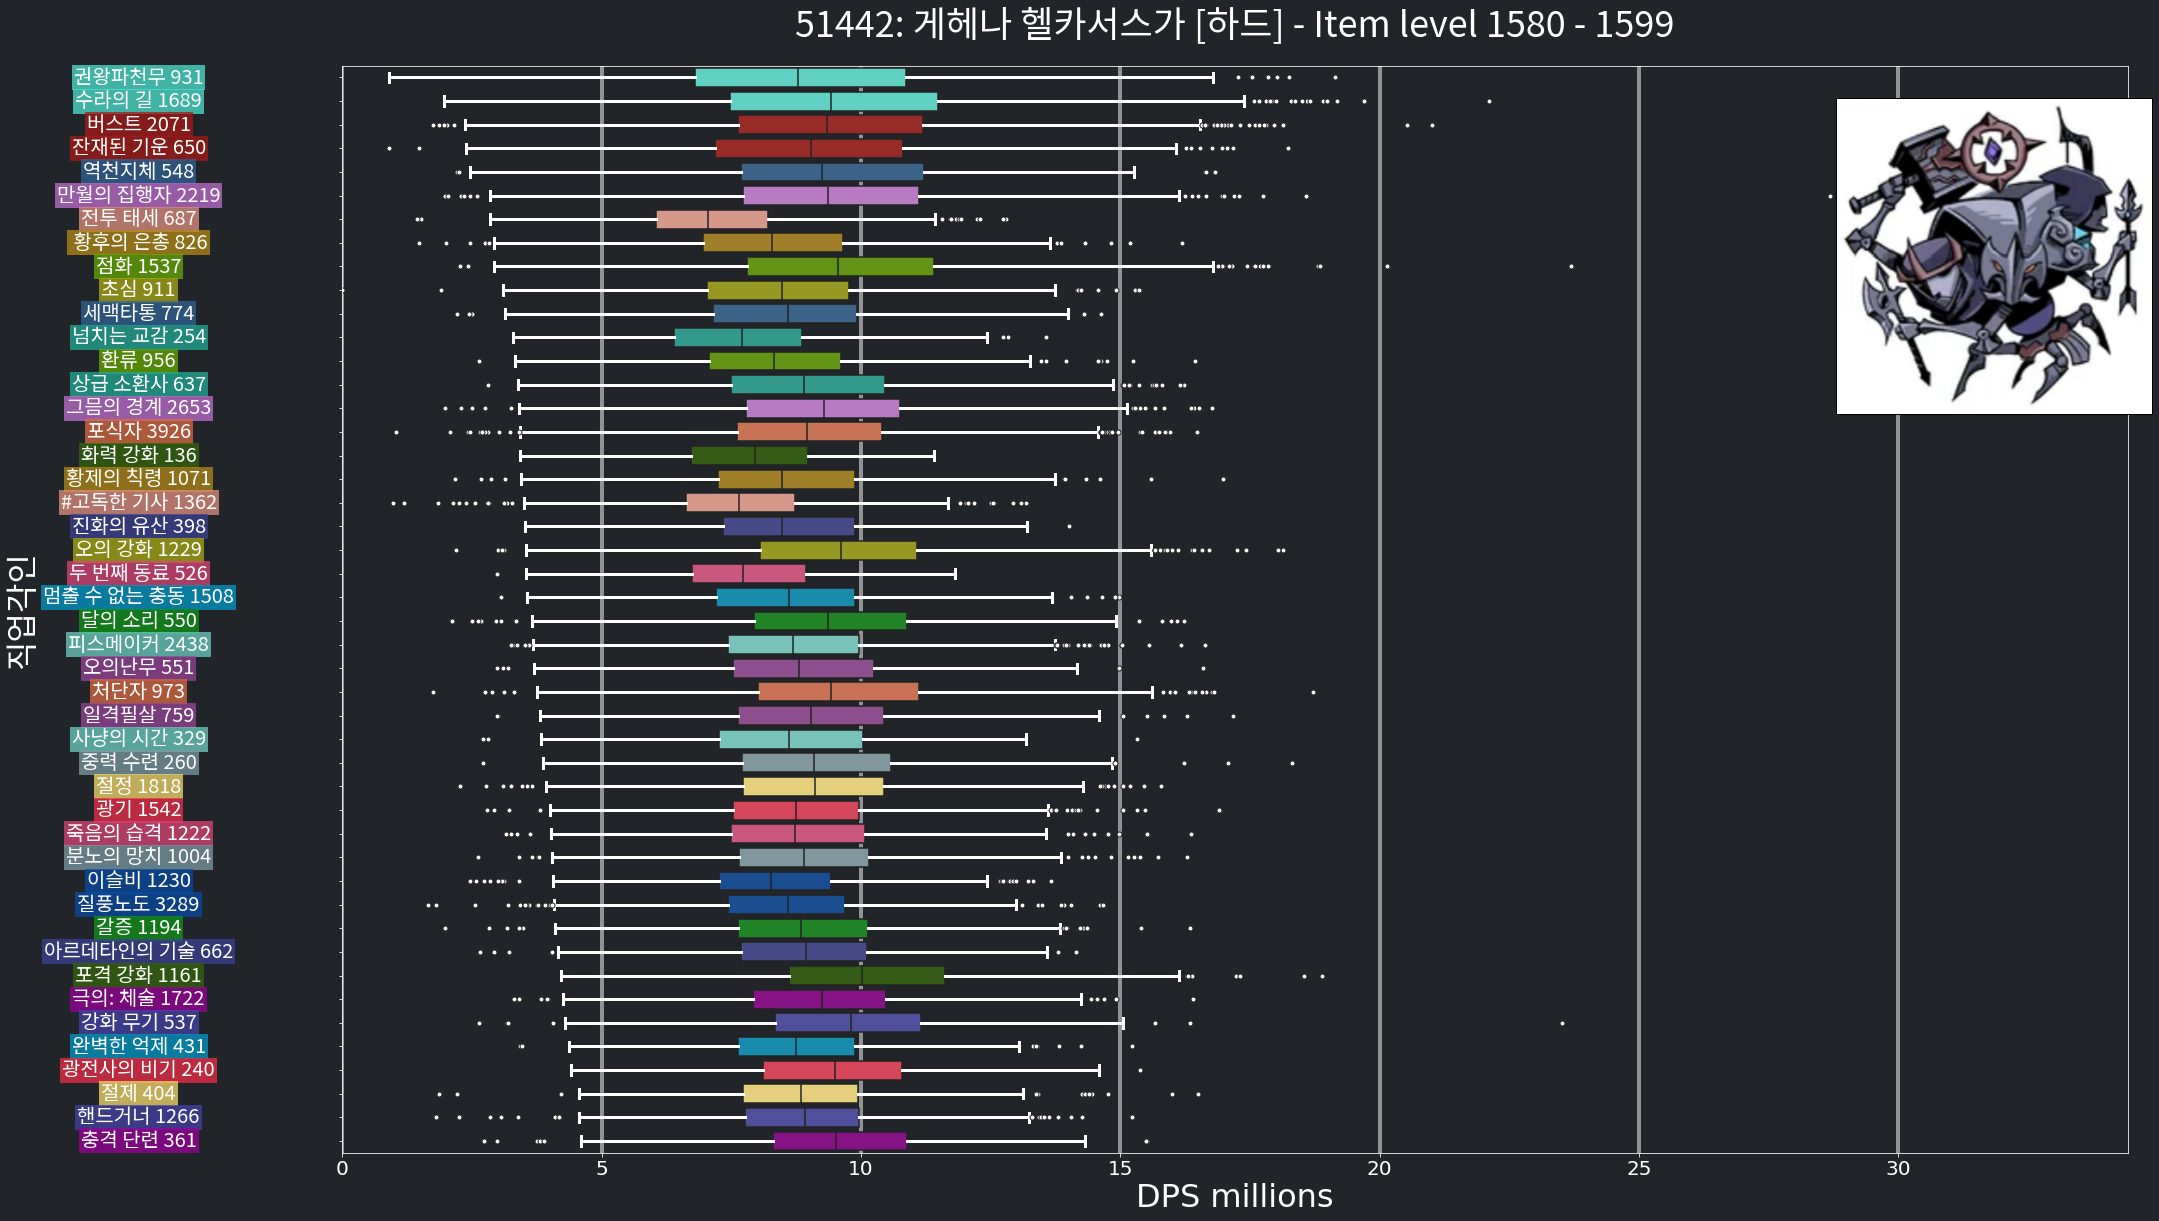 51442: 게헤나 헬카서스가 [하드] - Item level 1580 - 1599
권왕파천무 931
수라의 길 1689
버스트 2071
잔재된 기운 650
역천지체 548
만월의 집행자 2219
전투 태세 687
황후의 은총 826
점화 1537
초심 911
세맥타통 774
넘치는 교감 254
환류 956
상급 소환사 637
그믐의 경계 2653
포식자 3926
화력 강화 136
황제의 칙령 1071
#고독한 기사 1362
진화의 유산 398
오의 강화 1229
두 번째 동료 526
멈출 수 없는 충동 1508
달의 소리 550
피스메이커 2438
오의난무 551
처단자 973
일격필살 759
사냥의 시간 329
중력 수련 260
절정 1818
광기 1542
죽음의 습격 1222
분노의 망치 1004
이슬비 1230
질풍노도 3289
갈증 1194
아르데타인의 기술 662
포격 강화 1161
극의: 체술 1722
강화 무기 537
완벽한 억제 431
광전사의 비기 240
절제 404
핸드거너 1266
충격 단련 361
직업각인
0 5 10 15 20 25 30
DPS millions